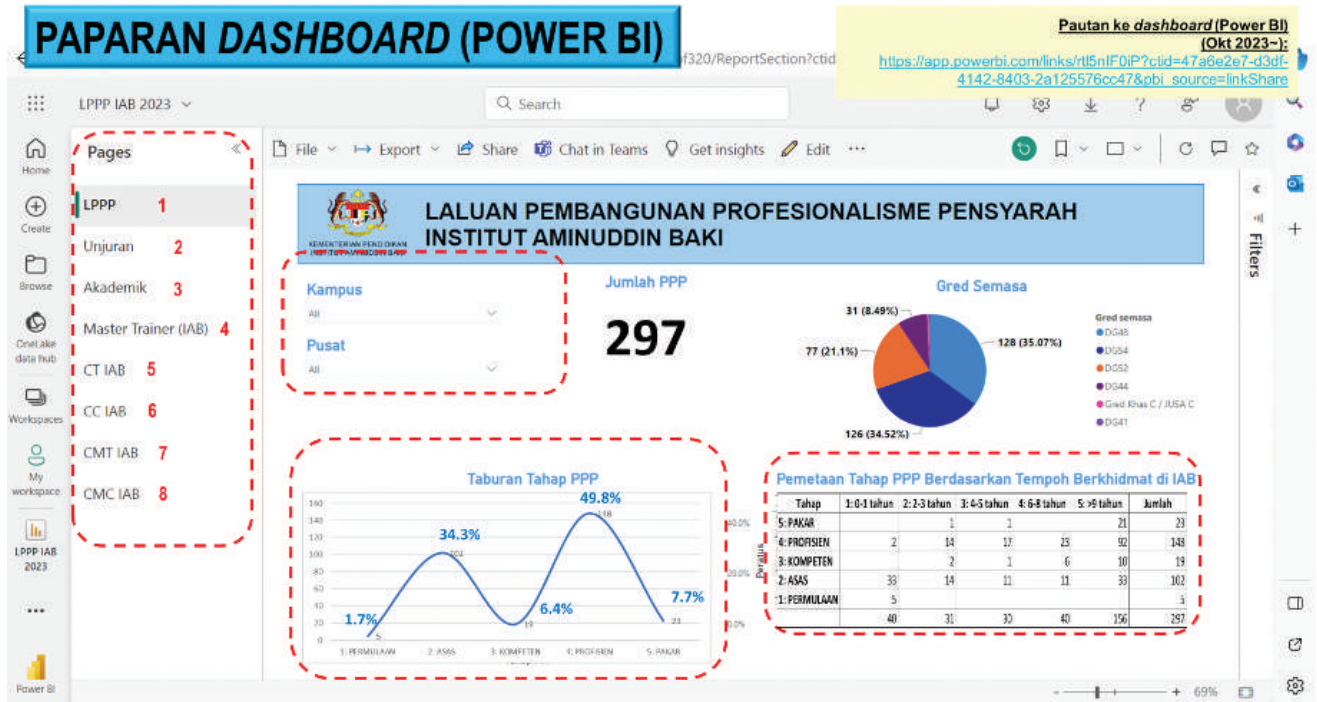 PAPARAN DASHBOARD (POWER BI)
Pautan ke dashboard (Power BI)
(Okt 2023~):
https://app.powerbi.com/links/rtl5nIF0iP?ctid=47a6e2e7-d3df-
4142-8403-2a125576cc47&pbi_source=linkShare
f320/ReportSection?ctid
LPPP IAB 2023
Search
Home
Create
Browse
OneLake
data hub
Workspaces
My
workspace
LPPP IAB
2023
Power BI
Pages
LPPP 1
Unjuran 2
Akademik 3
Master Trainer (IAB) 4
CT IAB 5
CC IAB 6
CMT IAB 7
CMC IAB 8
File Export Share Chat in Teams Get insights Edit
Filters
KEMENTERIAN PENDIDIKAN
INSTITUT AMINUDDIN BAKI
LALUAN PEMBANGUNAN PROFESIONALISME PENSYARAH
INSTITUT AMINUDDIN BAKI
Kampus
All
Pusat
All
Jumlah PPP
297
Gred Semasa
31 (8.49%)
77 (21.1%)
128 (35.07%)
126 (34.52%)
Gred semasa
DG48
DG54
DG52
DG44
Gred Khas C / JUSA C
DG41
Taburan Tahap PPP
160
140
120
100
80
60
40
20
0
1.7%
34.3%
6.4%
49.8%
7.7%
5
102
19
148
23
1: PERMULAAN 2: ASAS 3: KOMPETEN 4: PROFISIEN 5: PAKAR
40.0%
20.0%
0.0%
Peratus
Pemetaan Tahap PPP Berdasarkan Tempoh Berkhidmat di IAB
Tahap 1: 0-1 tahun 2: 2-3 tahun 3: 4-5 tahun 4: 6-8 tahun 5: >9 tahun Jumlah
5: PAKAR 1 1 21 23
4: PROFISIEN 2 14 17 23 92 148
3: KOMPETEN 2 1 6 10 19
2: ASAS 33 14 11 11 33 102
1: PERMULAAN 5 5
40 31 30 40 156 297
69%